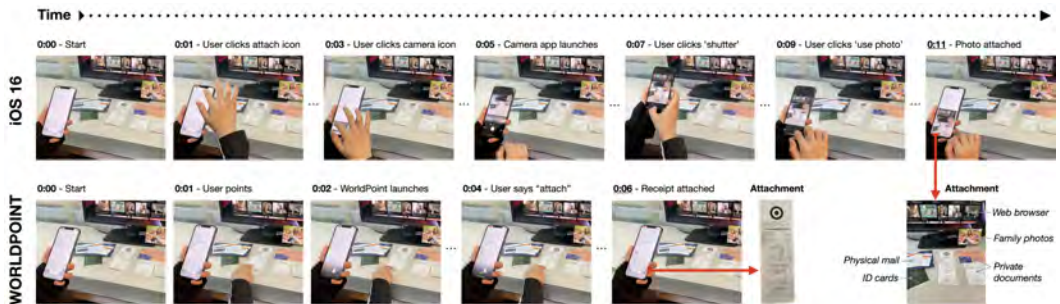 Time
iOS 16
0:00 - Start
0:01 - User clicks attach icon
0:03 - User clicks camera icon
0:05 - Camera app launches
0:07 - User clicks ‘shutter’
0:09 - User clicks ‘use photo’
0:11 - Photo attached
...
...
...
...
...
WORLDPOINT
0:00 - Start
0:01 - User points
0:02 - WorldPoint launches
0:04 - User says “attach”
0:06 - Receipt attached
Attachment
Attachment
...
...
Web browser
Family photos
Physical mail
ID cards
Private
documents